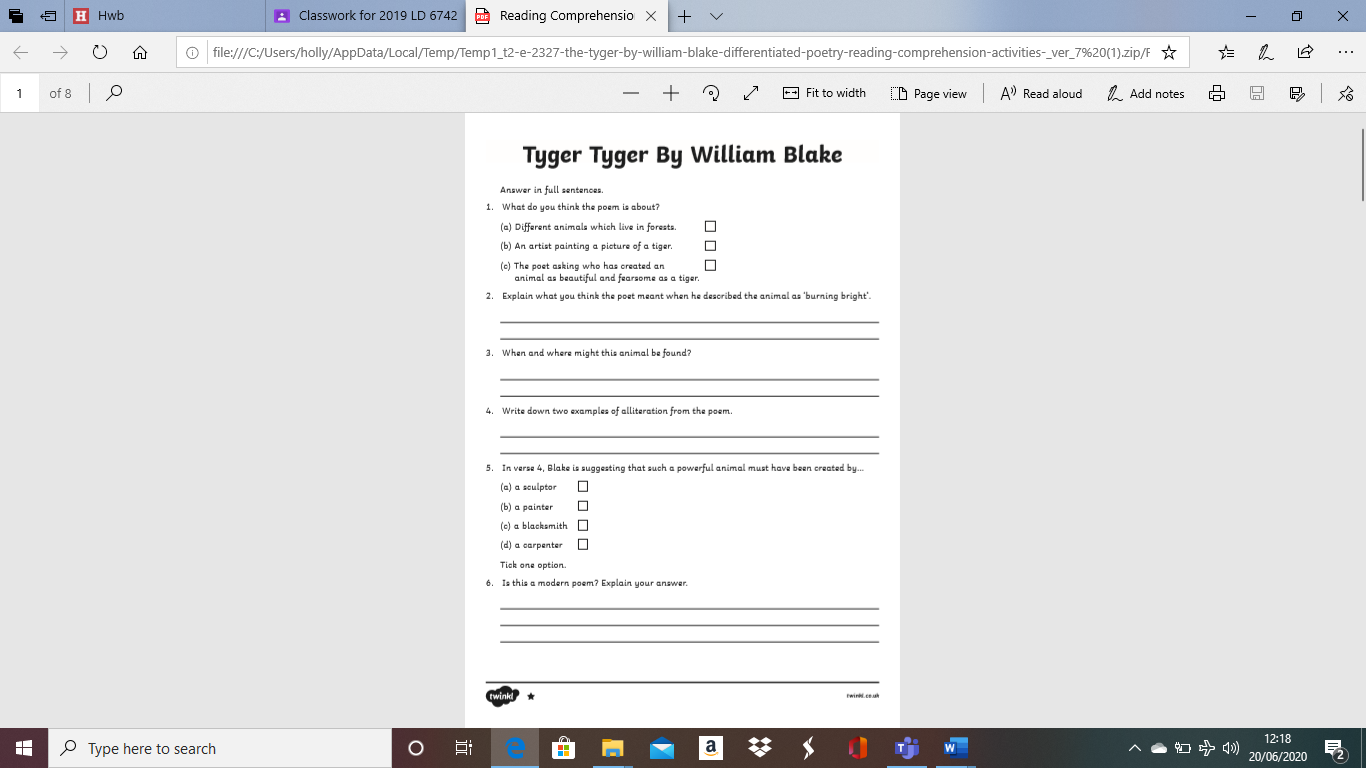 Hwb
Classwork for 2019 LD 6742
Reading Comprehensio
file:///C:/Users/holly/AppData/Local/Temp/Temp1_t2-e-2327-the-tyger-by-william-blake-differentiated-poetry-reading-comprehension-activities-_ver_7%20(1).zip/F
1 of 8
Fit to width
Page view
Read aloud
Add notes
Tyger Tyger By William Blake
Answer in full sentences.
1. What do you think the poem is about?
(a) Different animals which live in forests.
(b) An artist painting a picture of a tiger.
(c) The poet asking who has created an
animal as beautiful and fearsome as a tiger.
2. Explain what you think the poet meant when he described the animal as 'burning bright'.
3. When and where might this animal be found?
4. Write down two examples of alliteration from the poem.
5. In verse 4, Blake is suggesting that such a powerful animal must have been created by...
(a) a sculptor
(b) a painter
(c) a blacksmith
(d) a carpenter
Tick one option.
6. Is this a modern poem? Explain your answer.
twinkl
twinkl.co.uk
Type here to search
12:18
20/06/2020
2